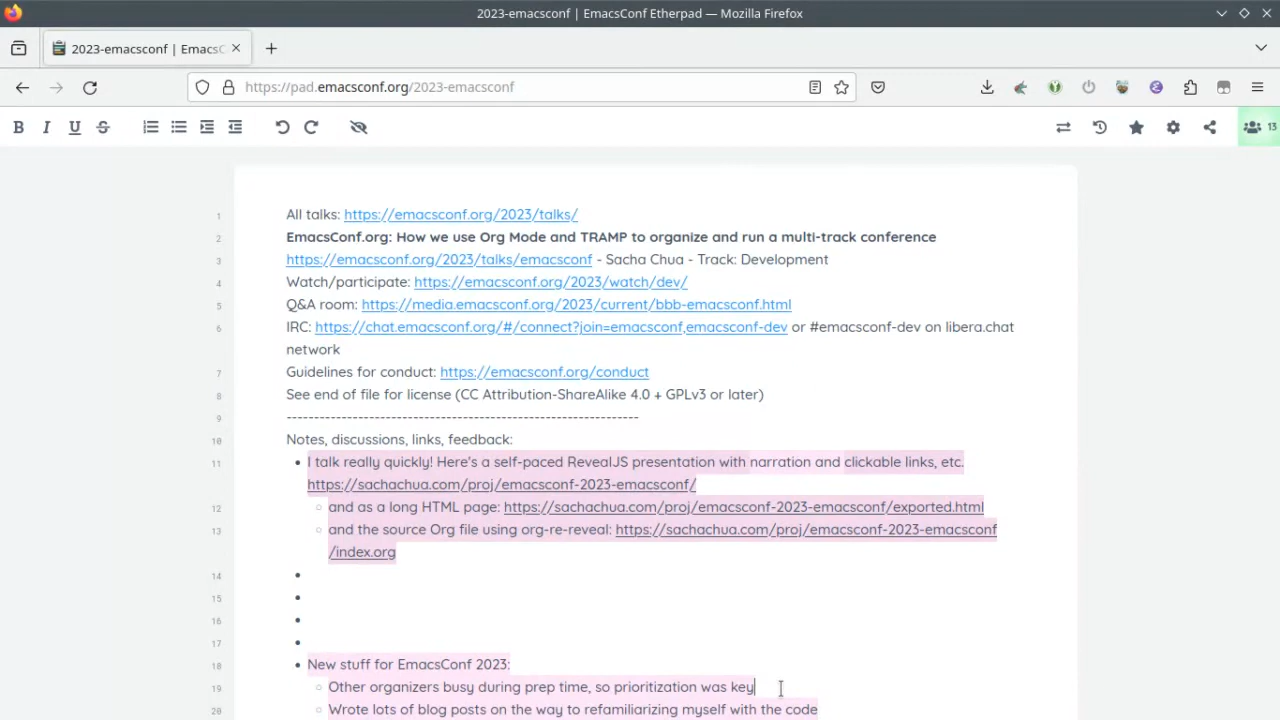 2023-emacsconf | EmacsConf Etherpad — Mozilla Firefox
2023-emacsconf | EmacsC
https://pad.emacsconf.org/2023-emacsconf
B I U S
13
1 All talks: https://emacsconf.org/2023/talks/
2 EmacsConf.org: How we use Org Mode and TRAMP to organize and run a multi-track conference
3 https://emacsconf.org/2023/talks/emacsconf - Sacha Chua - Track: Development
4 Watch/participate: https://emacsconf.org/2023/watch/dev/
5 Q&A room: https://media.emacsconf.org/2023/current/bbb-emacsconf.html
6 IRC: https://chat.emacsconf.org/#/connect?join=emacsconf,emacsconf-dev or #emacsconf-dev on libera.chat
network
7 Guidelines for conduct: https://emacsconf.org/conduct
8 See end of file for license (CC Attribution-ShareAlike 4.0 + GPLv3 or later)
9 ----------------------------------------------------------------
10 Notes, discussions, links, feedback:
11 • I talk really quickly! Here's a self-paced RevealJS presentation with narration and clickable links, etc.
https://sachachua.com/proj/emacsconf-2023-emacsconf/
12 ◦ and as a long HTML page: https://sachachua.com/proj/emacsconf-2023-emacsconf/exported.html
13 ◦ and the source Org file using org-re-reveal: https://sachachua.com/proj/emacsconf-2023-emacsconf
/index.org
14 •
15 •
16 •
17 •
18 • New stuff for EmacsConf 2023:
19 ◦ Other organizers busy during prep time, so prioritization was key
20 ◦ Wrote lots of blog posts on the way to refamiliarizing myself with the code